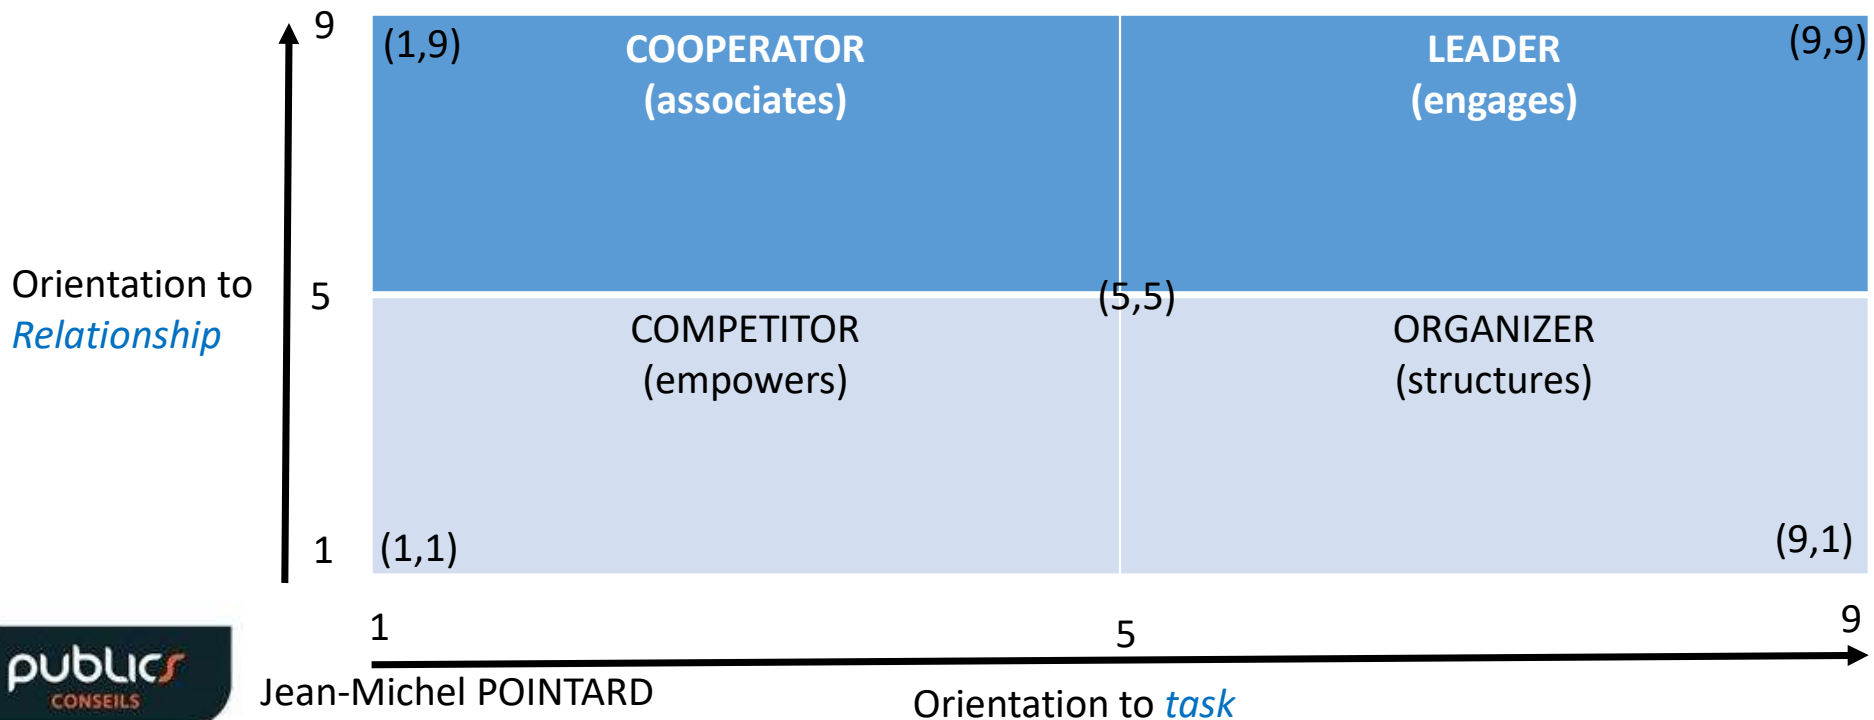 9
(1,9)
COOPERATOR
(associates)
LEADER
(engages)
(9,9)
Orientation to
Relationship
5
(5,5)
COMPETITOR
(empowers)
ORGANIZER
(structures)
1
(1,1)
(9,1)
1
5
9
publics
CONSEILS
Jean-Michel POINTARD
Orientation to task